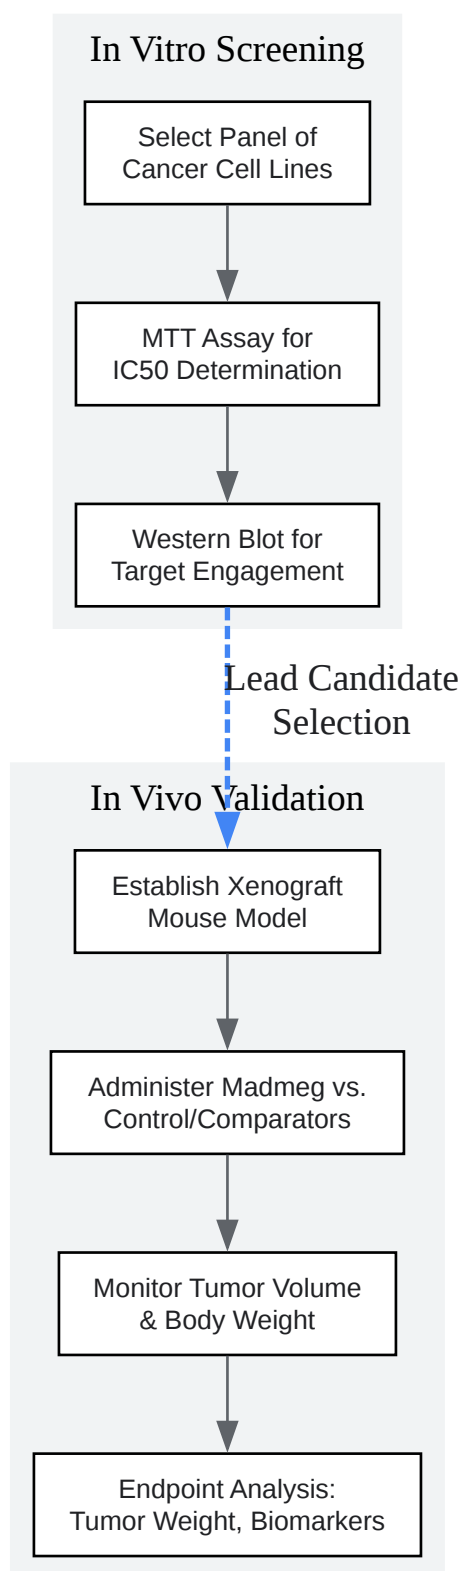 In Vitro Screening
Select Panel of
Cancer Cell Lines
MTT Assay for
IC50 Determination
Western Blot for
Target Engagement
Lead Candidate
Selection
In Vivo Validation
Establish Xenograft
Mouse Model
Administer Madmeg vs.
Control/Comparators
Monitor Tumor Volume
& Body Weight
Endpoint Analysis:
Tumor Weight, Biomarkers